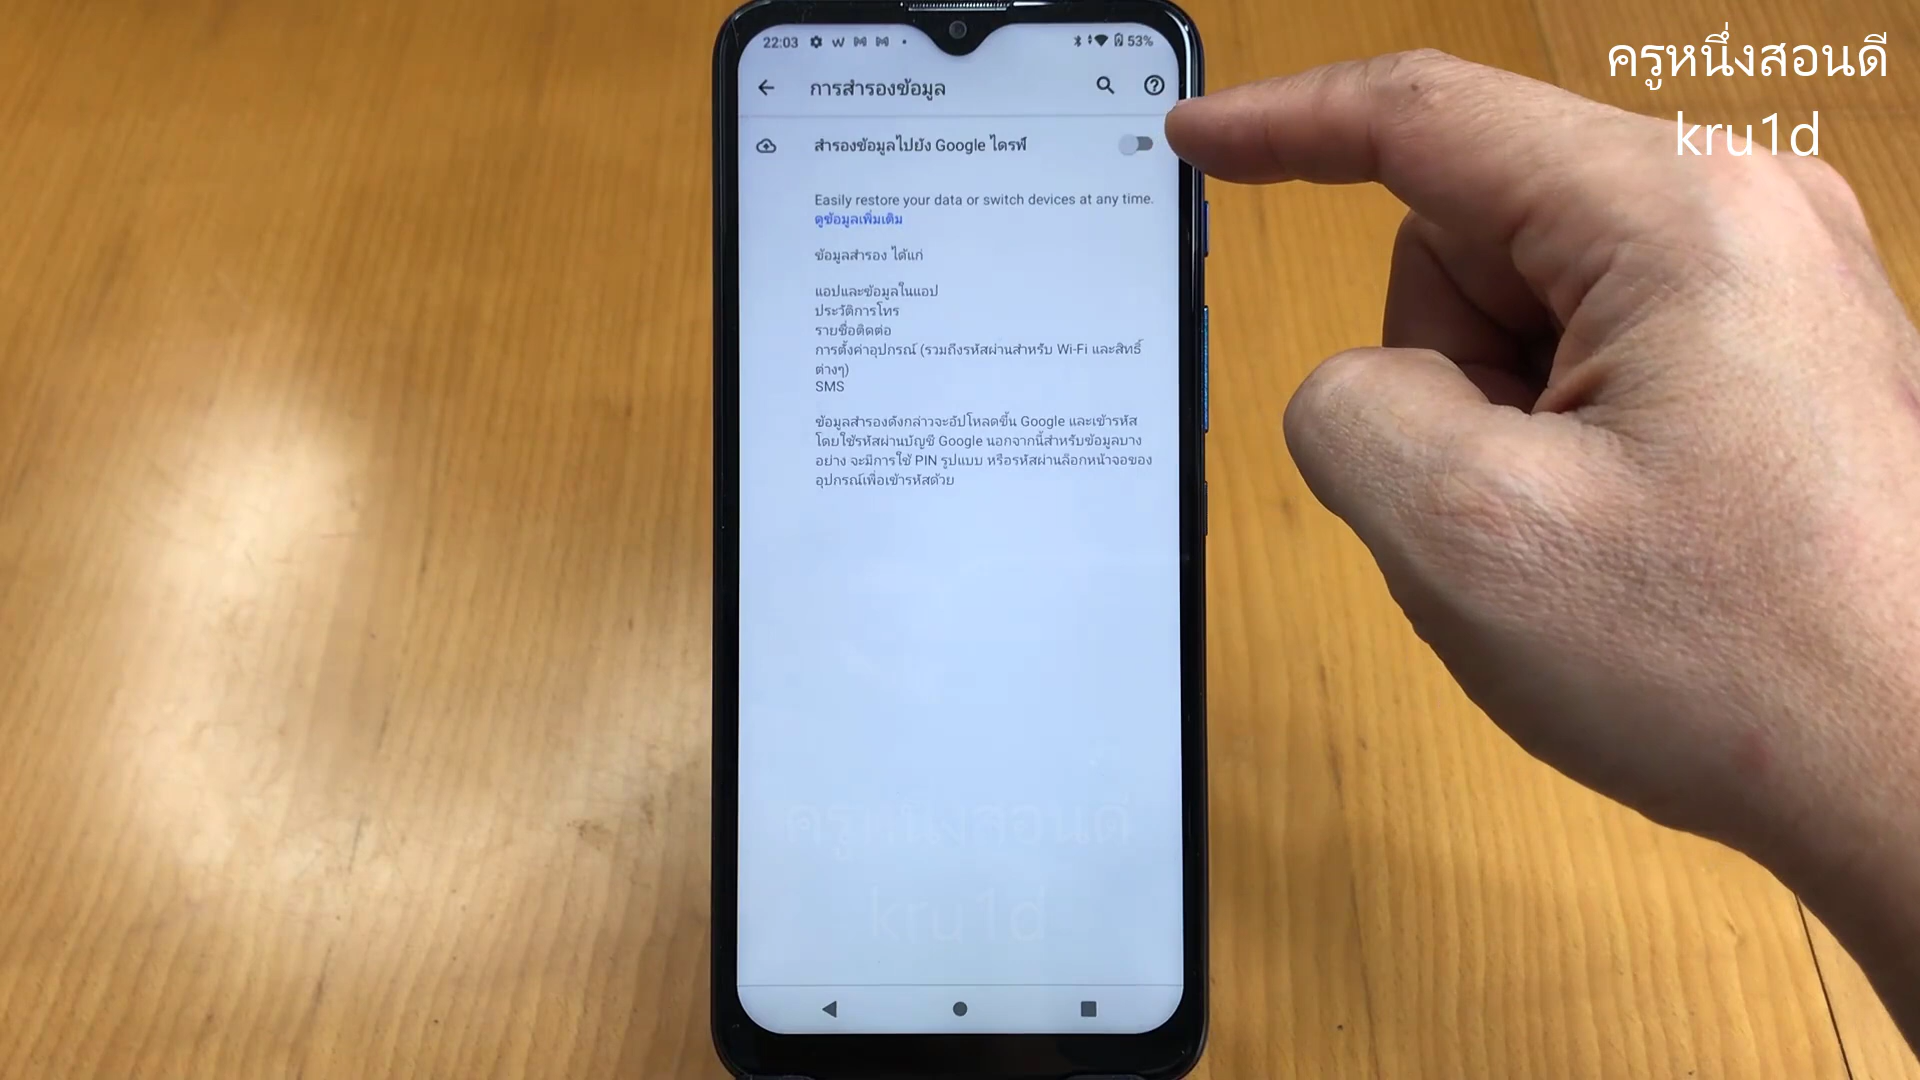 ครูหนึ่งสอนดี
kru1d
22:03
53%
การสำรองข้อมูล
สำรองข้อมูลไปยัง Google ไดรฟ์
Easily restore your data or switch devices at any time.
ดูข้อมูลเพิ่มเติม
ข้อมูลสำรอง ได้แก่
แอปและข้อมูลในแอป
ประวัติการโทร
รายชื่อติดต่อ
การตั้งค่าอุปกรณ์ (รวมถึงรหัสผ่านสำหรับ Wi-Fi และสิทธิ์
ต่างๆ)
SMS
ข้อมูลสำรองดังกล่าวจะอัปโหลดขึ้น Google และเข้ารหัส
โดยใช้รหัสผ่านบัญชี Google นอกจากนี้สำหรับข้อมูลบาง
อย่าง จะมีการใช้ PIN รูปแบบ หรือรหัสผ่านล็อกหน้าจอของ
อุปกรณ์เพื่อเข้ารหัสด้วย
ครูหนึ่งสอนดี
kru1d